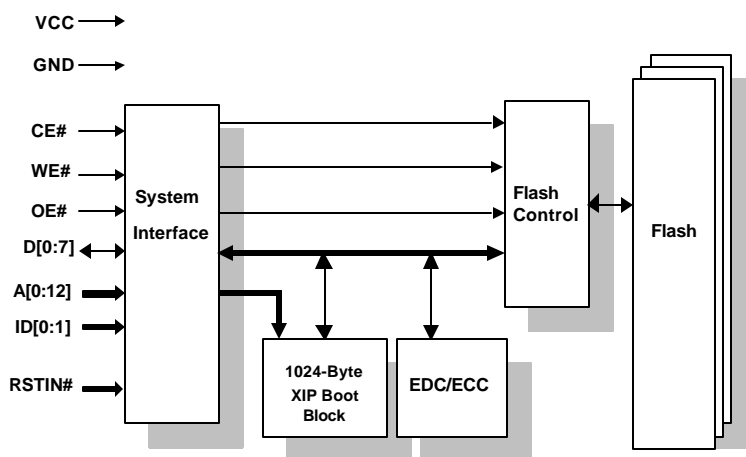 VCC
GND
CE#
WE#
OE#
D[0:7]
A[0:12]
ID[0:1]
RSTIN#
System
Interface
1024-Byte
XIP Boot
Block
EDC/ECC
Flash
Control
Flash